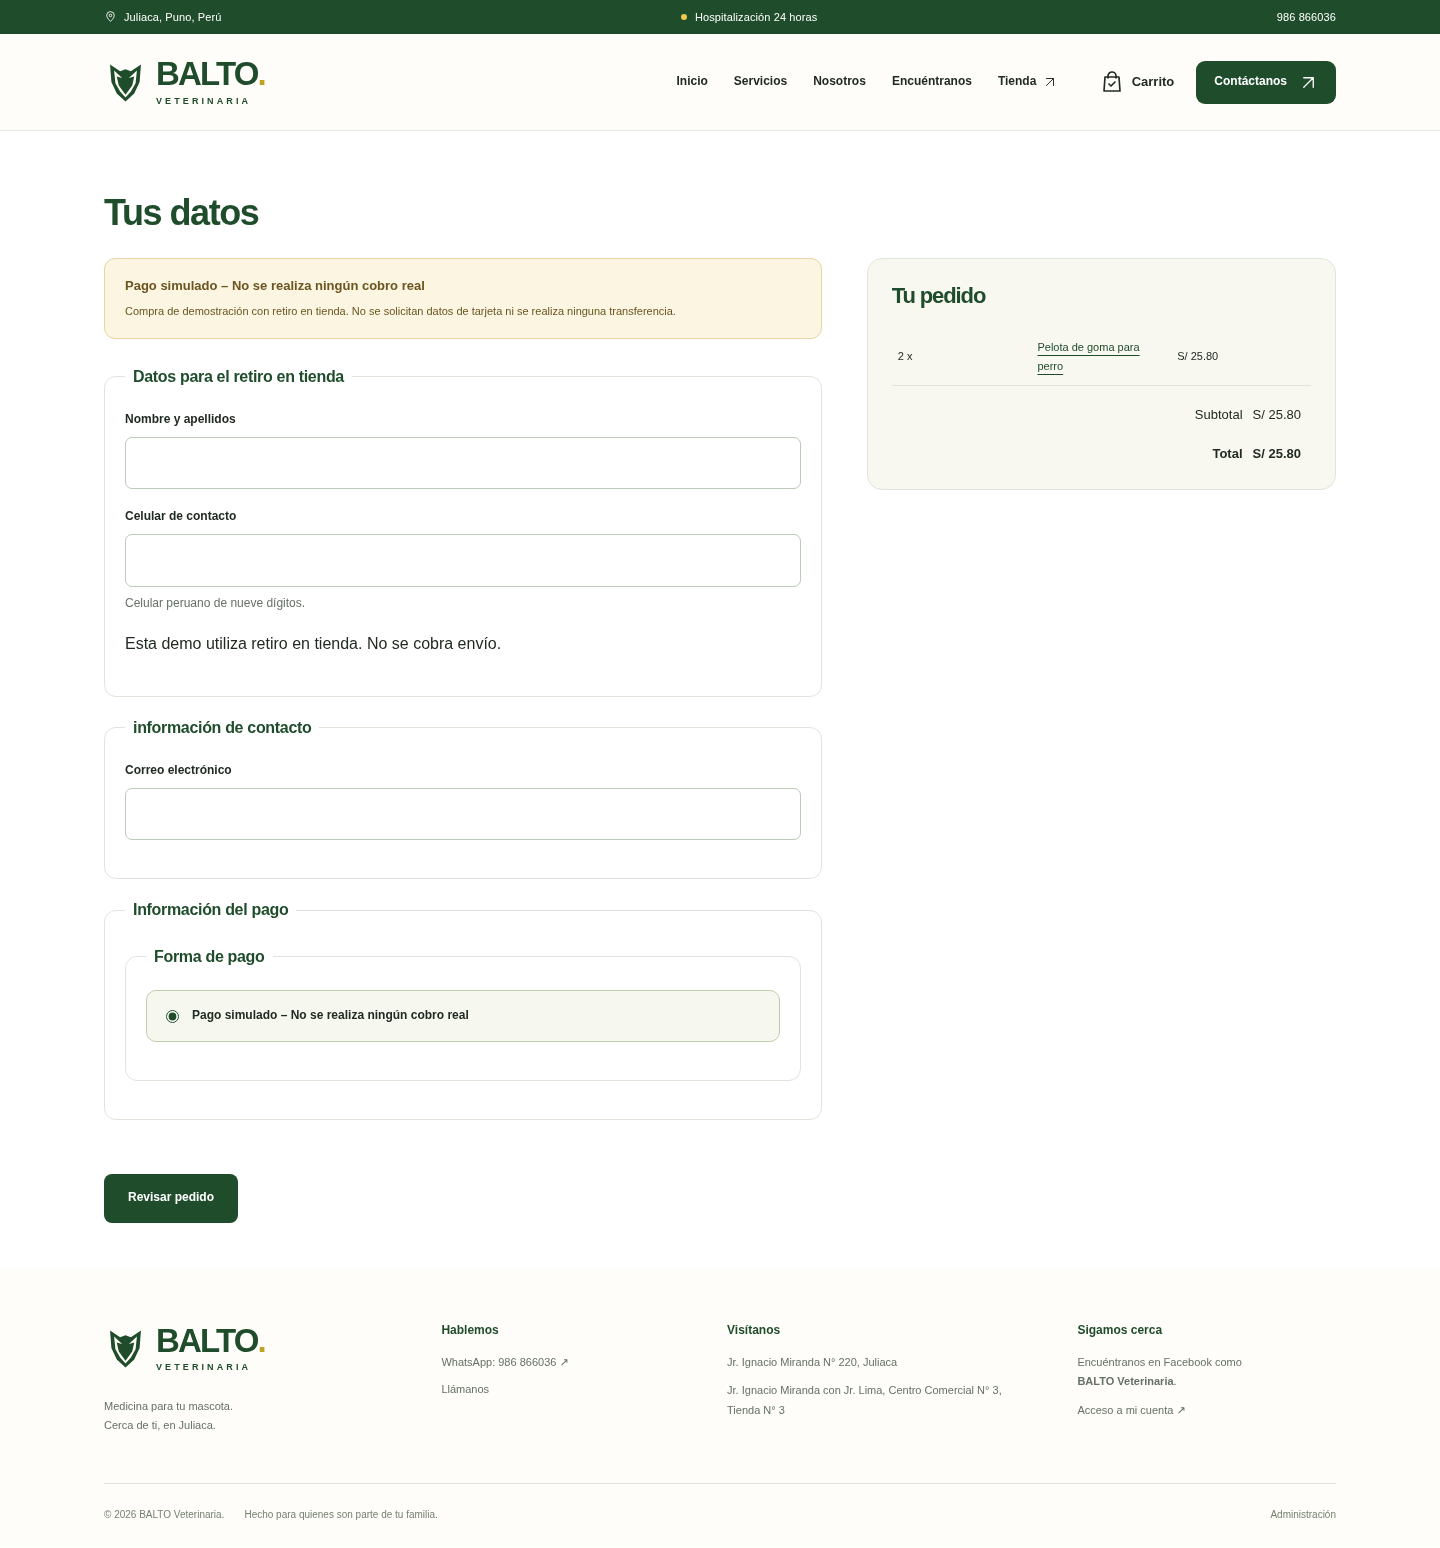 Juliaca, Puno, Perú
Hospitalización 24 horas
986 866036
BALTO.
VETERINARIA
Inicio
Servicios
Nosotros
Encuéntranos
Tienda
Carrito
Contáctanos
Tus datos
Pago simulado – No se realiza ningún cobro real
Compra de demostración con retiro en tienda. No se solicitan datos de tarjeta ni se realiza ninguna transferencia.
Datos para el retiro en tienda
Nombre y apellidos
Celular de contacto
Celular peruano de nueve dígitos.
Esta demo utiliza retiro en tienda. No se cobra envío.
información de contacto
Correo electrónico
Información del pago
Forma de pago
Pago simulado – No se realiza ningún cobro real
Revisar pedido
Tu pedido
2 x
Pelota de goma para
perro
S/ 25.80
Subtotal S/ 25.80
Total S/ 25.80
BALTO.
VETERINARIA
Medicina para tu mascota.
Cerca de ti, en Juliaca.
Hablemos
WhatsApp: 986 866036 ↗
Llámanos
Visítanos
Jr. Ignacio Miranda N° 220, Juliaca
Jr. Ignacio Miranda con Jr. Lima, Centro Comercial N° 3,
Tienda N° 3
Sigamos cerca
Encuéntranos en Facebook como
BALTO Veterinaria.
Acceso a mi cuenta ↗
© 2026 BALTO Veterinaria.
Hecho para quienes son parte de tu familia.
Administración